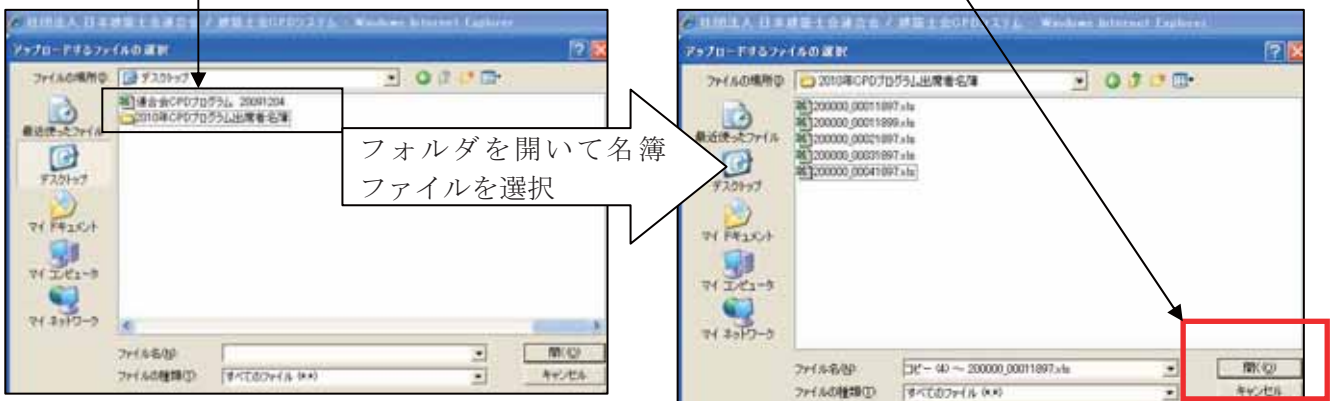 社団法人 日本建築士会連合会 / 建築士会CPDシステム - Windows Internet Explorer
アップロードするファイルの選択
ファイルの場所(I):
デスクトップ
連合会CPDプログラム 20091204
2010年CPDプログラム出席者名簿
最近使ったファイル
デスクトップ
マイ ドキュメント
マイ コンピュータ
マイ ネットワーク
ファイル名(N):
開く(O)
ファイルの種類(T):
すべてのファイル (*.*)
キャンセル
フォルダを開いて名簿
ファイルを選択
社団法人 日本建築士会連合会 / 建築士会CPDシステム - Windows Internet Explorer
アップロードするファイルの選択
ファイルの場所(I):
2010年CPDプログラム出席者名簿
200000_00011897.xls
200000_00011899.xls
200000_00021897.xls
200000_00031897.xls
200000_00041897.xls
最近使ったファイル
デスクトップ
マイ ドキュメント
マイ コンピュータ
マイ ネットワーク
ファイル名(N):
コピー (4) ～ 200000_00011897.xls
開く(O)
ファイルの種類(T):
すべてのファイル (*.*)
キャンセル